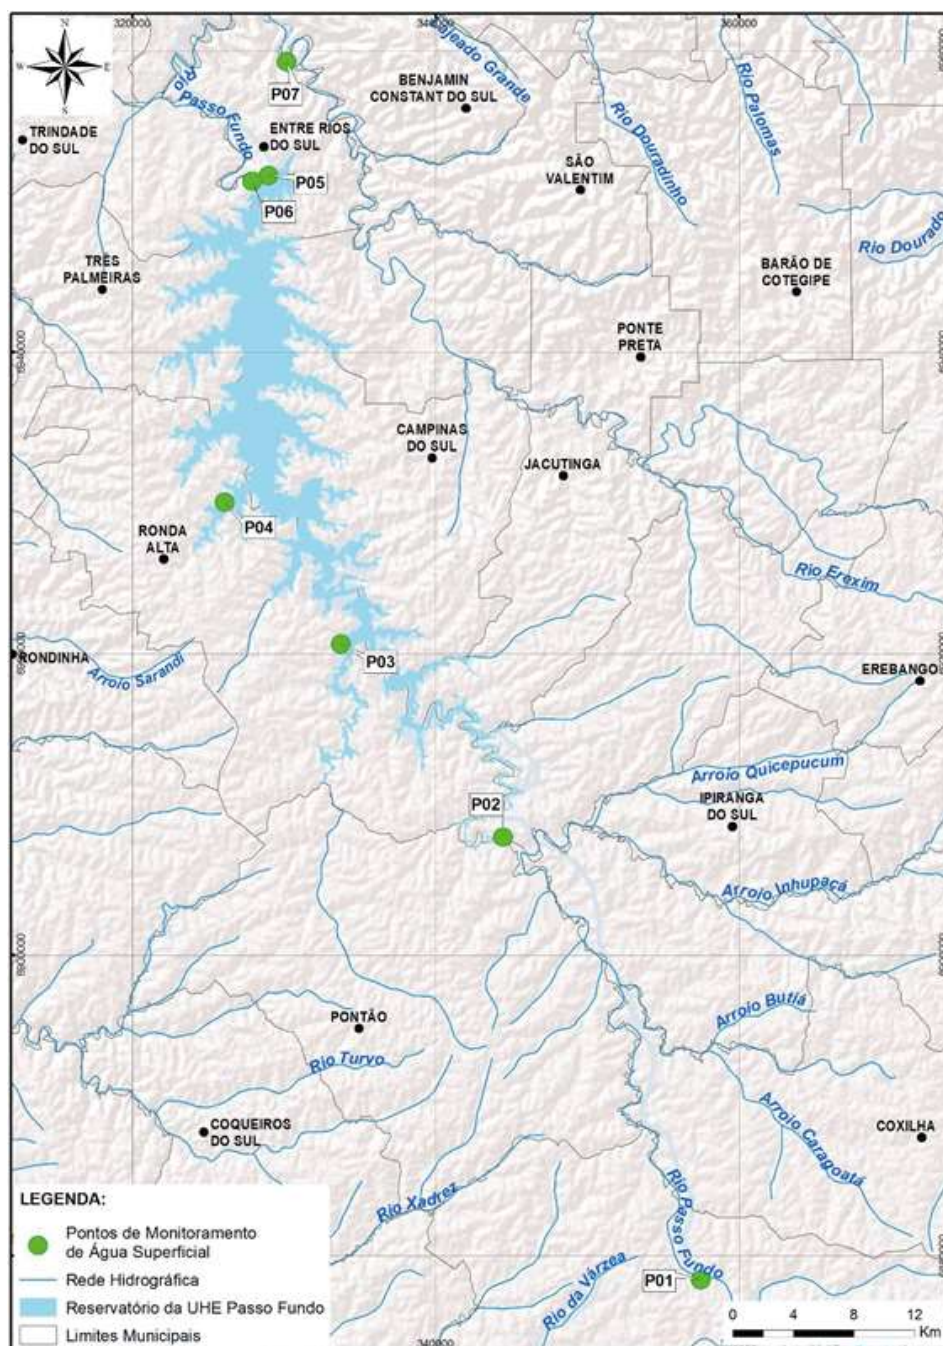 320000
340000
360000
N
W
E
S
P07
Lajeado Grande
BENJAMIN
CONSTANT DO SUL
Rio
Passo Fundo
Rio Douradinho
Rio Palomas
TRINDADE
DO SUL
ENTRE RIOS
DO SUL
SÃO
VALENTIM
P05
P06
Rio Dourado
TRÊS
PALMEIRAS
BARÃO DE
COTEGIPE
PONTE
PRETA
6940000
CAMPINAS
DO SUL
JACUTINGA
P04
RONDA
ALTA
Rio Erexim
RONDINHA
Arroio Sarandi
P03
EREBANGO
Arroio Quicepucum
P02
IPIRANGA
DO SUL
Arroio Inhupacá
6900000
Arroio Butiá
PONTÃO
Rio Turvo
Arroio Caragoatá
COQUEIROS
DO SUL
COXILHA
Rio Xadrez
Rio Passo Fundo
Rio da Várzea
P01
LEGENDA:
Pontos de Monitoramento
de Água Superficial
Rede Hidrográfica
Reservatório da UHE Passo Fundo
Limites Municipais
0 4 8 12
Km
340000